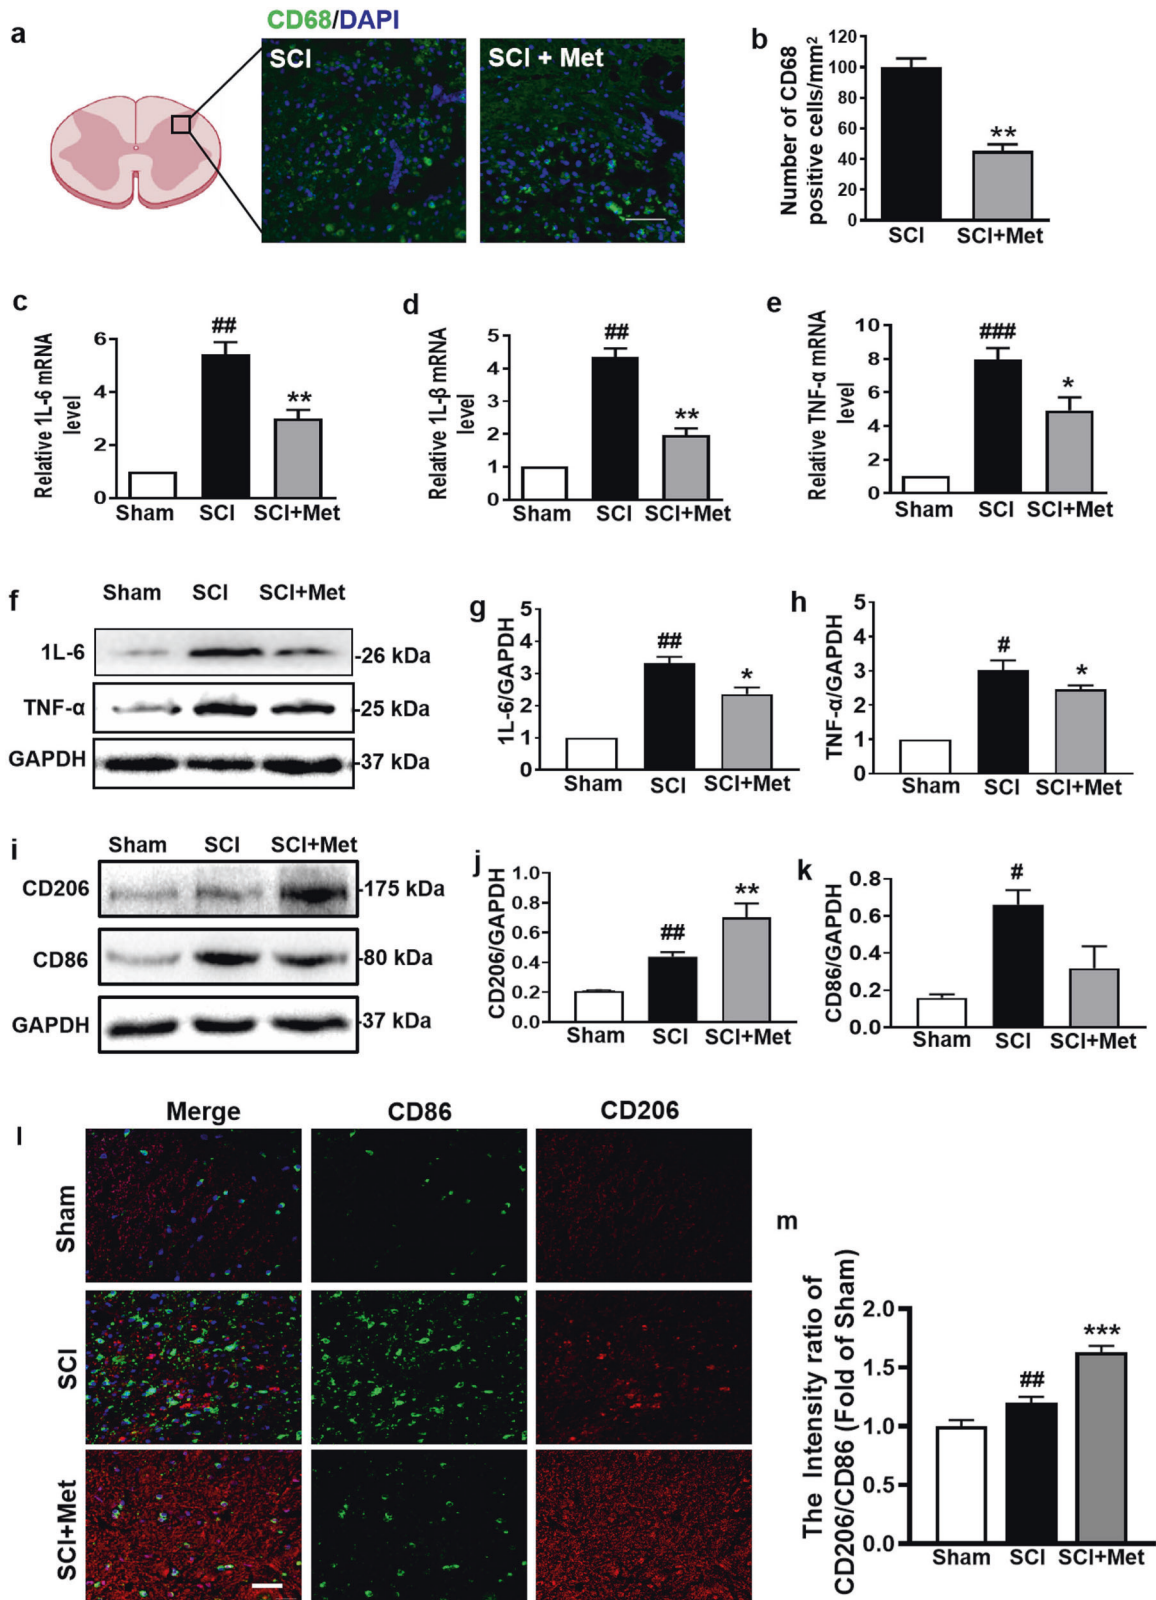 a
CD68/DAPI
SCI
SCI + Met
b
Number of CD68
positive cells/mm²
120
100
80
60
40
20
0
**
SCI
SCI+Met
c
Relative 1L-6 mRNA
level
6
4
2
0
##
**
Sham
SCI
SCI+Met
d
Relative 1L-β mRNA
level
5
4
3
2
1
0
##
**
Sham
SCI
SCI+Met
e
Relative TNF-α mRNA
level
10
8
6
4
2
0
###
*
Sham
SCI
SCI+Met
f
Sham SCI SCI+Met
1L-6 -26 kDa
TNF-α -25 kDa
GAPDH -37 kDa
g
1L-6/GAPDH
5
4
3
2
1
0
##
*
Sham
SCI
SCI+Met
h
TNF-α/GAPDH
5
4
3
2
1
0
#
*
Sham
SCI
SCI+Met
i
Sham SCI SCI+Met
CD206 -175 kDa
CD86 -80 kDa
GAPDH -37 kDa
j
CD206/GAPDH
1.0
0.8
0.6
0.4
0.2
0.0
##
**
Sham
SCI
SCI+Met
k
CD86/GAPDH
0.8
0.6
0.4
0.2
0.0
#
Sham
SCI
SCI+Met
l
Merge CD86 CD206
Sham
SCI
SCI+Met
m
The Intensity ratio of
CD206/CD86 (Fold of Sham)
2.0
1.5
1.0
0.5
0.0
##
***
Sham
SCI
SCI+Met